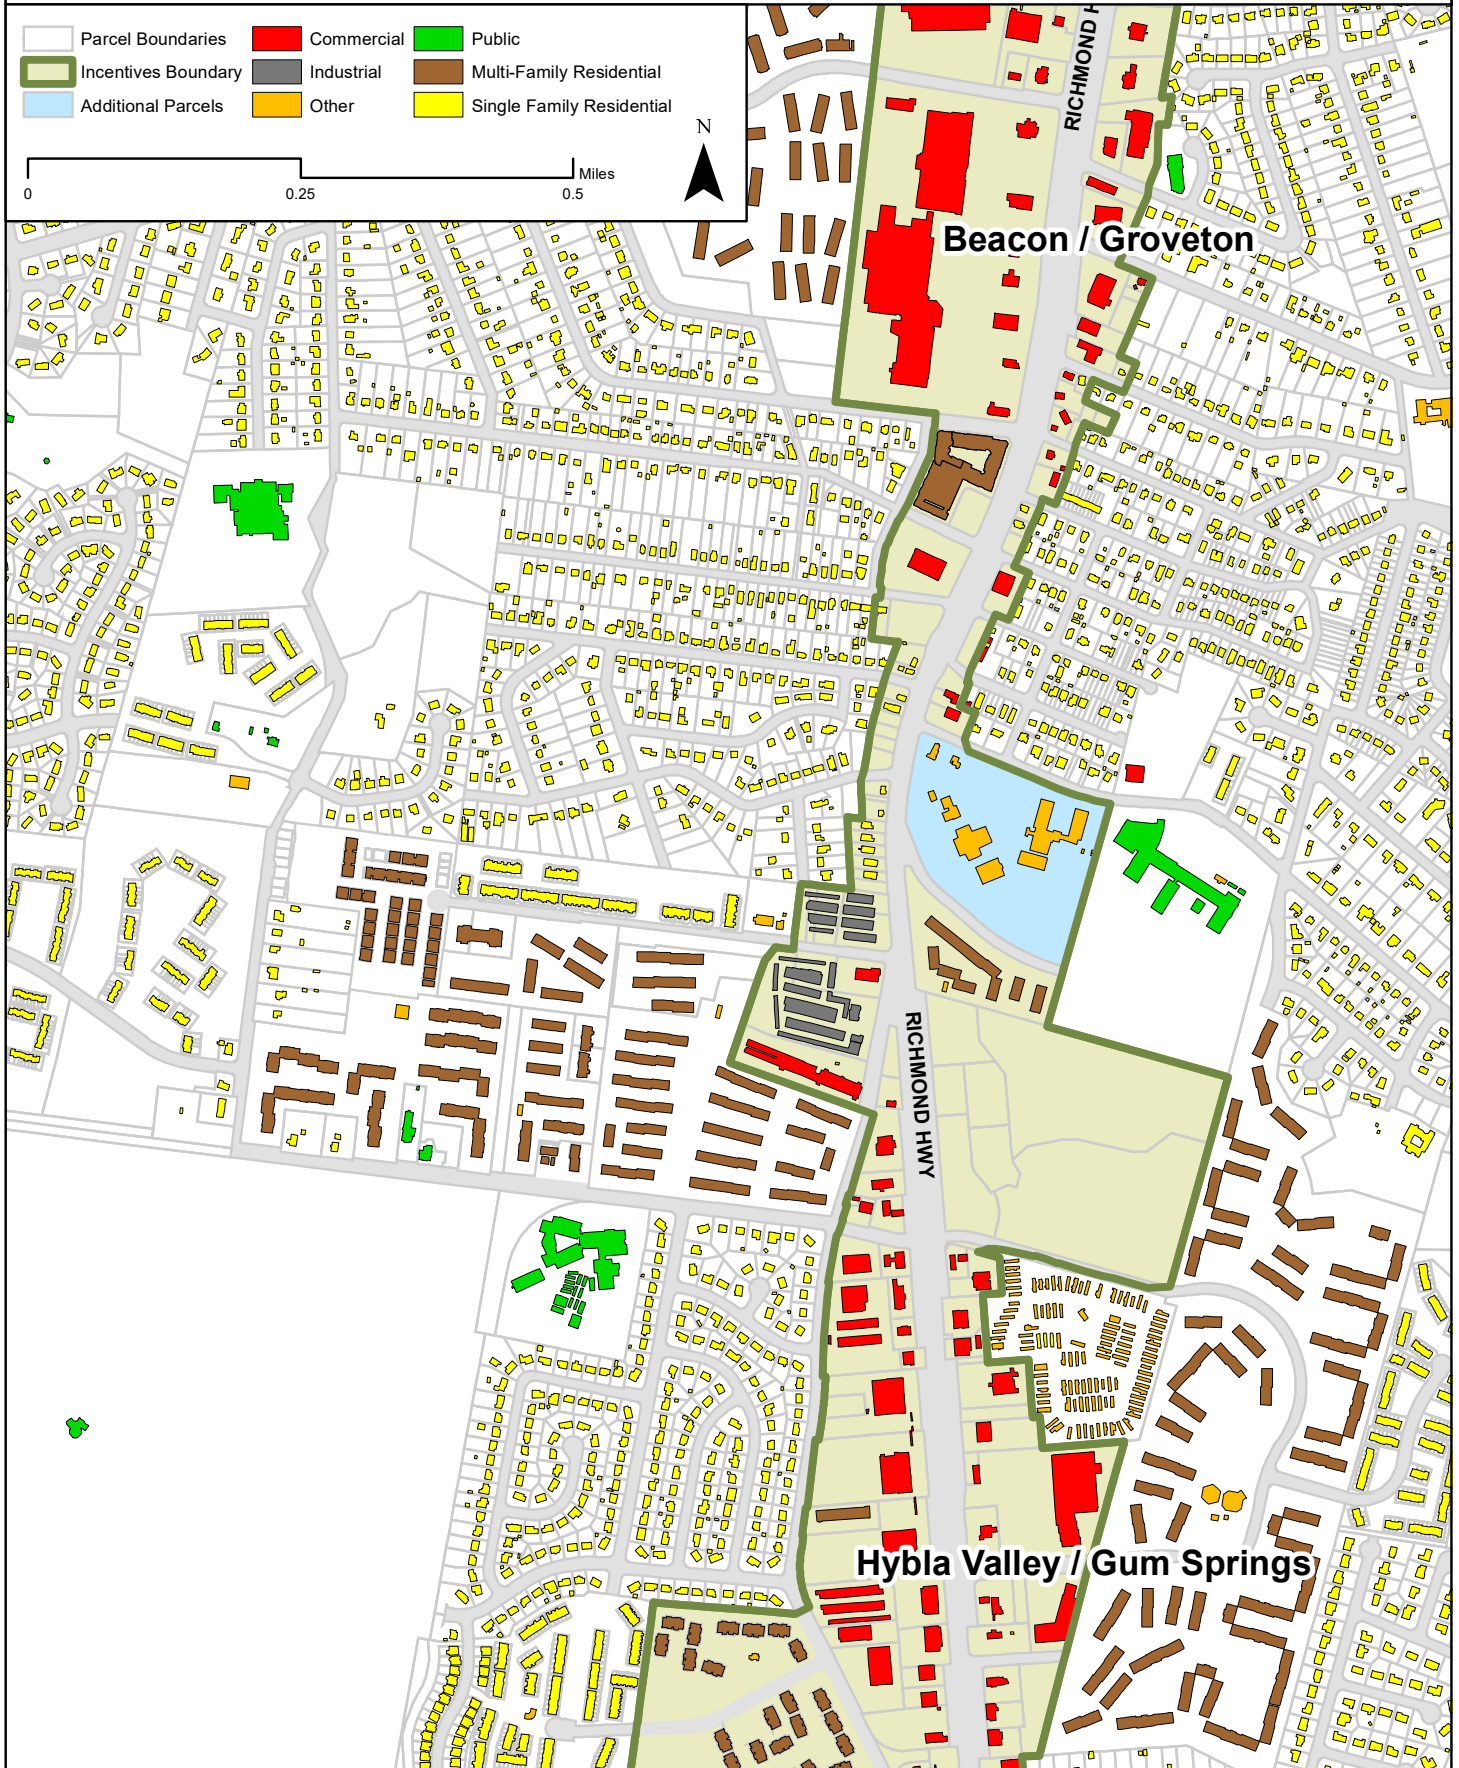 Parcel Boundaries
Commercial
Public
Incentives Boundary
Industrial
Multi-Family Residential
Additional Parcels
Other
Single Family Residential
N
0
0.25
0.5
Miles
RICHMOND H
Beacon / Groveton
RICHMOND HWY
Hybla Valley / Gum Springs